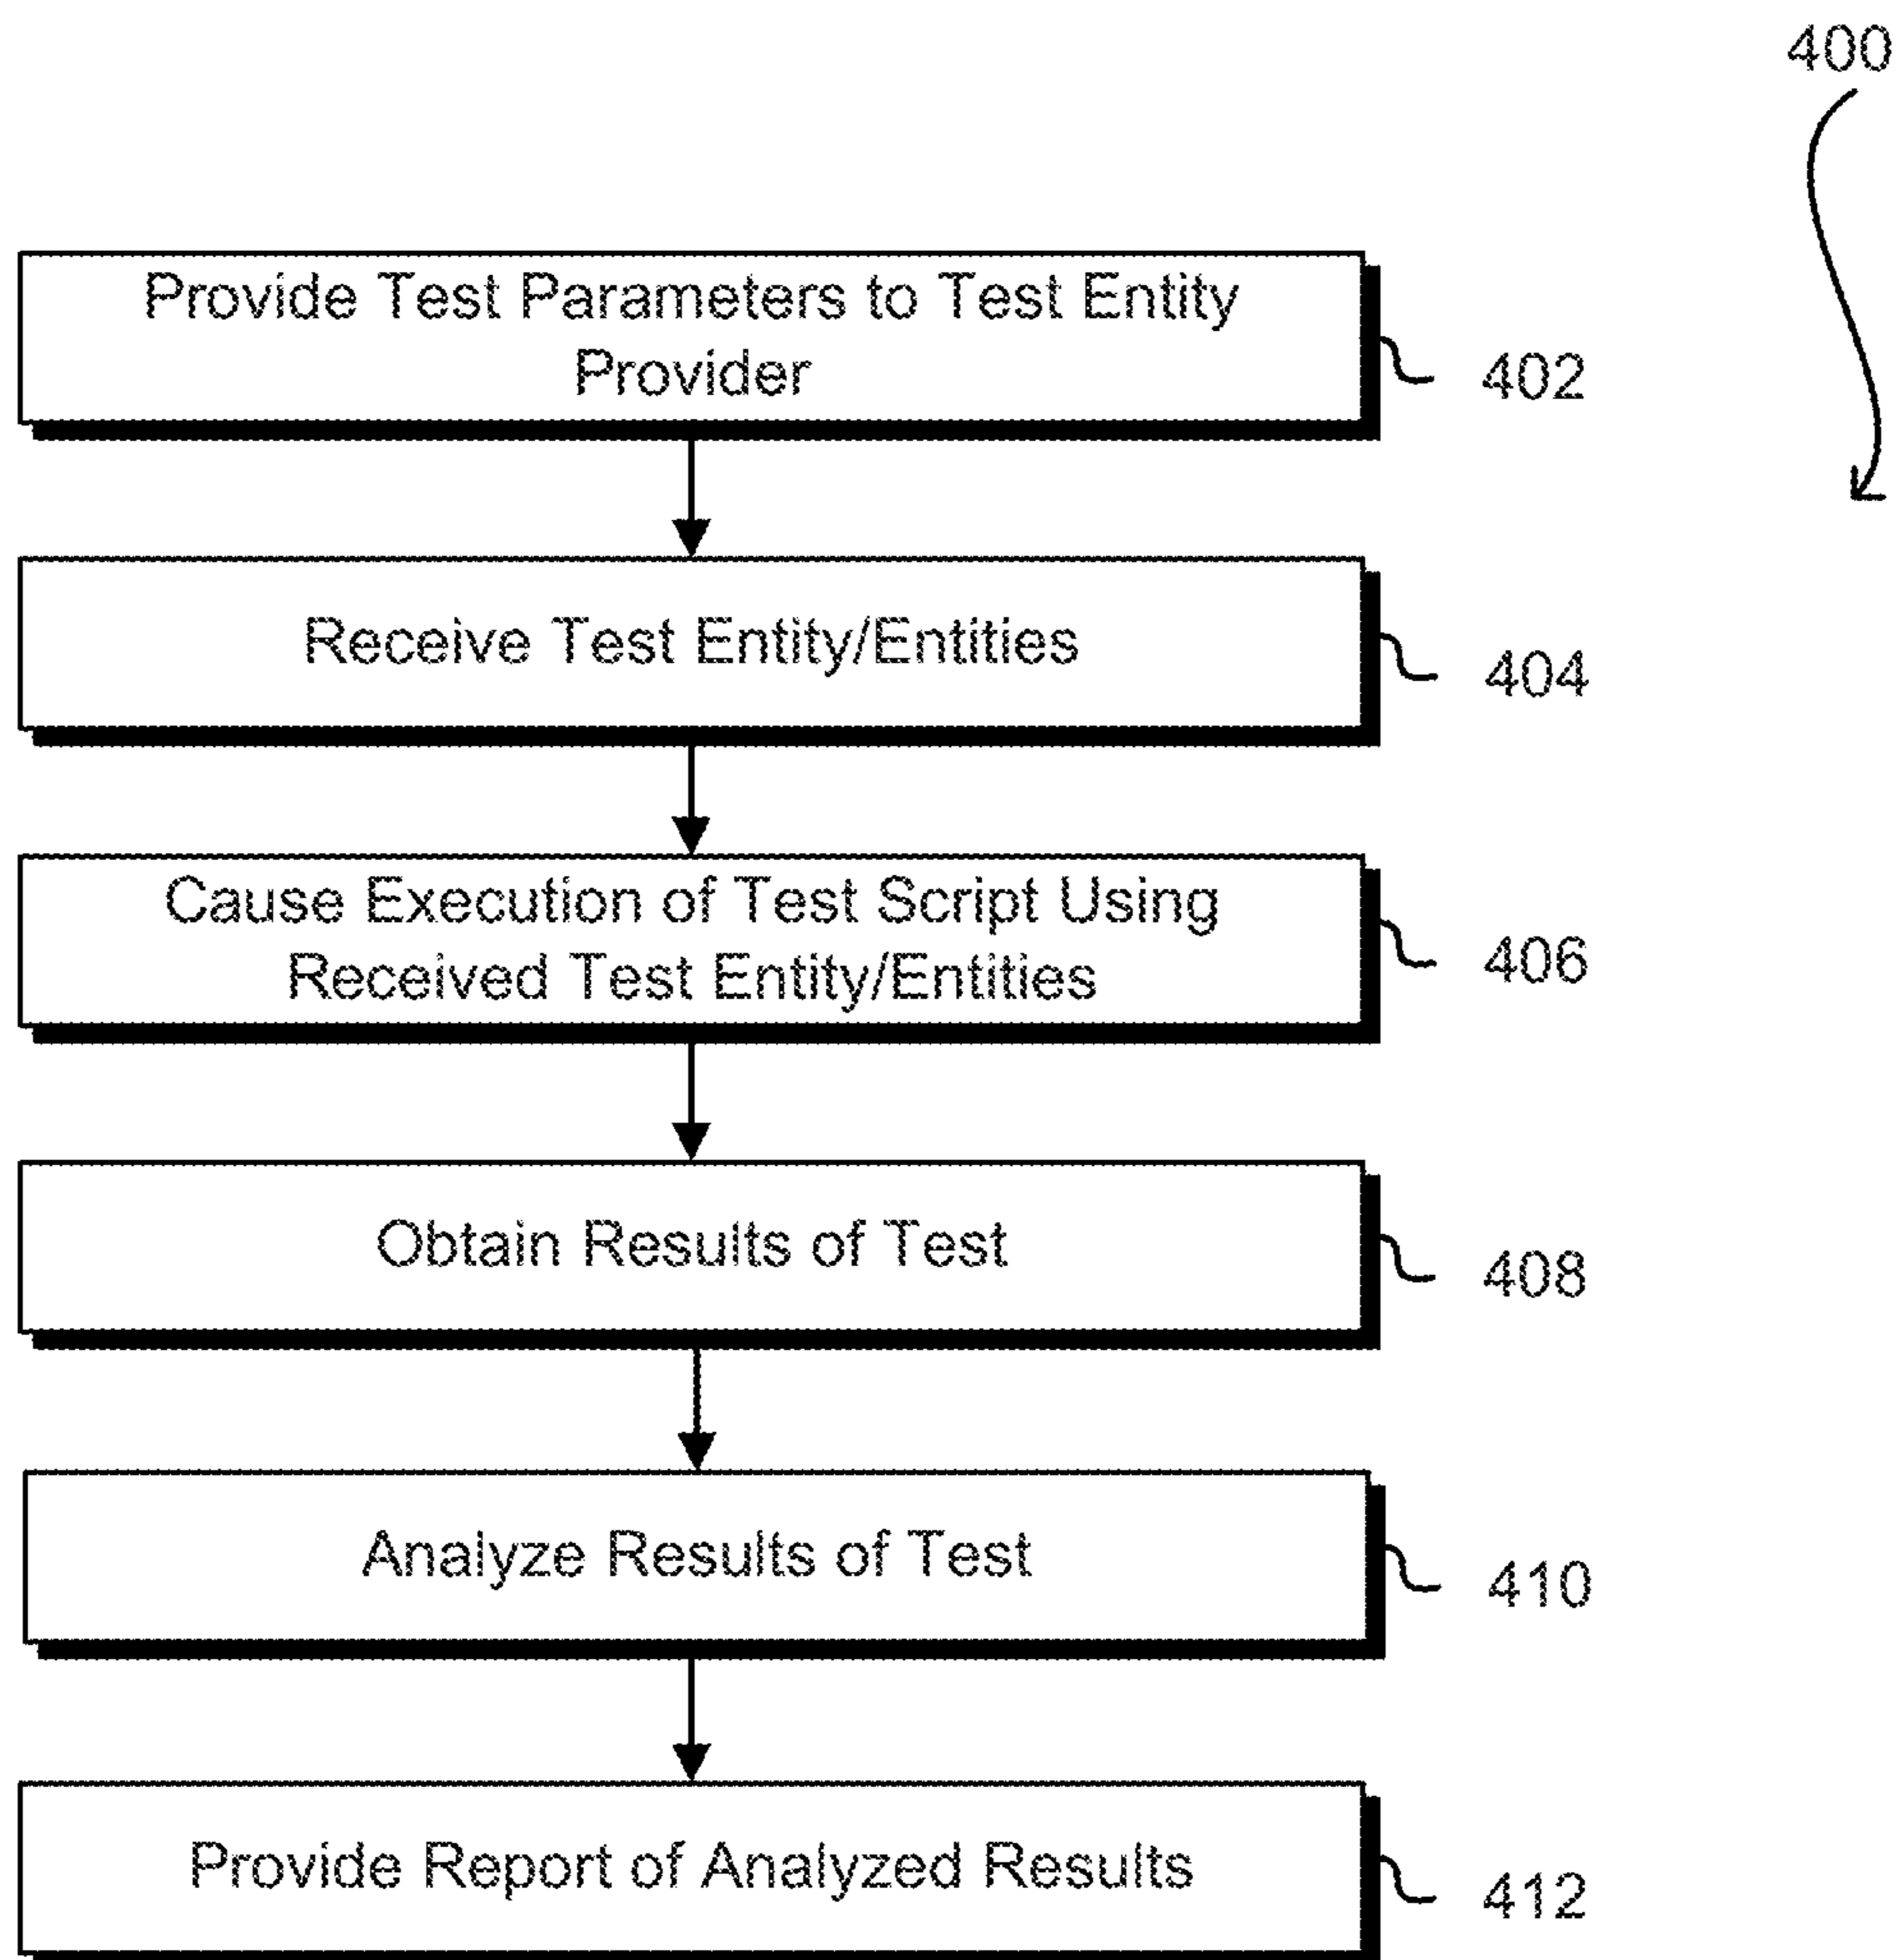 400
Provide Test Parameters to Test Entity
Provider
402
Receive Test Entity/Entities
404
Cause Execution of Test Script Using
Received Test Entity/Entities
406
Obtain Results of Test
408
Analyze Results of Test
410
Provide Report of Analyzed Results
412